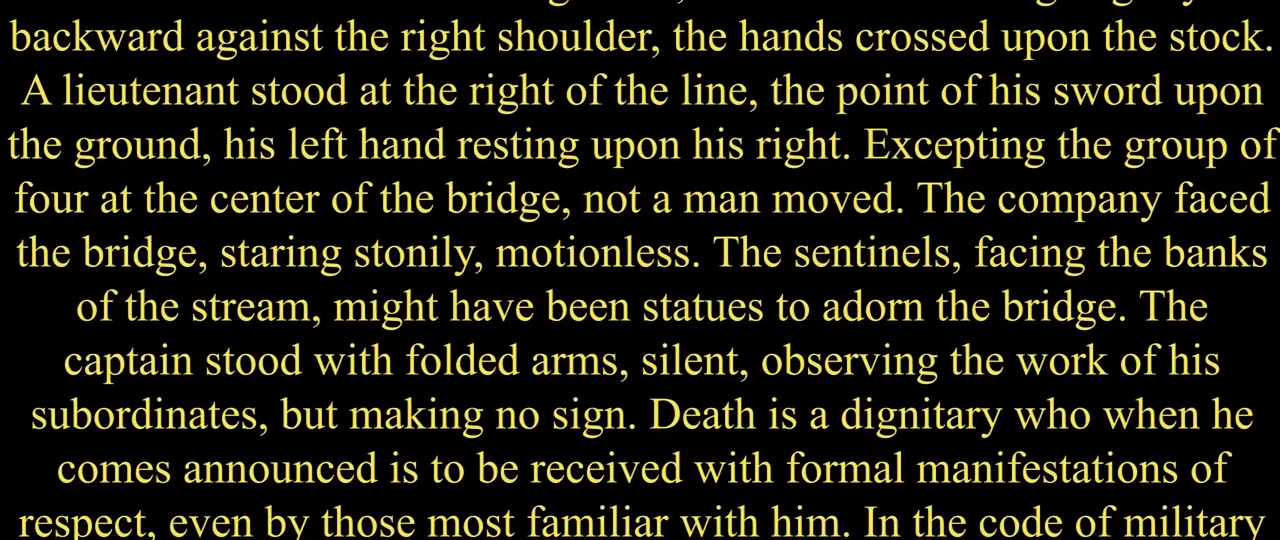 backward against the right shoulder, the hands crossed upon the stock.
A lieutenant stood at the right of the line, the point of his sword upon
the ground, his left hand resting upon his right. Excepting the group of
four at the center of the bridge, not a man moved. The company faced
the bridge, staring stonily, motionless. The sentinels, facing the banks
of the stream, might have been statues to adorn the bridge. The
captain stood with folded arms, silent, observing the work of his
subordinates, but making no sign. Death is a dignitary who when he
comes announced is to be received with formal manifestations of
respect, even by those most familiar with him. In the code of military